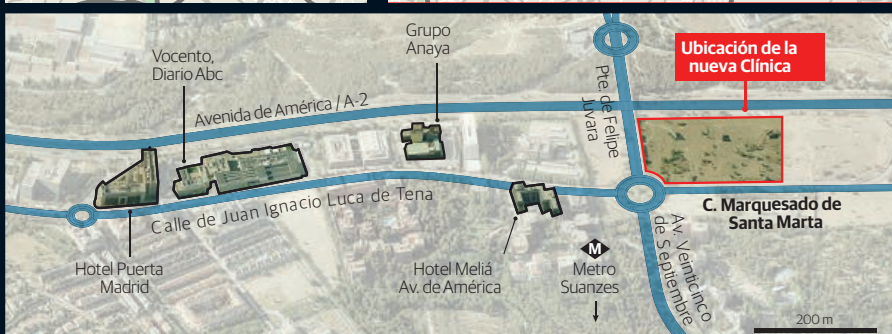 Grupo
Anaya
Vocento,
Diario Abc
Ubicación de la
nueva Clínica
Avenida de América / A-2
Pte. de Felipe
Juvara
Calle de Juan Ignacio Luca de Tena
C. Marquesado de
Santa Marta
Av. Veinticinco
de Septiembre
Hotel Puerta
Madrid
Hotel Meliá
Av. de América
M
Metro
Suanzes
200 m